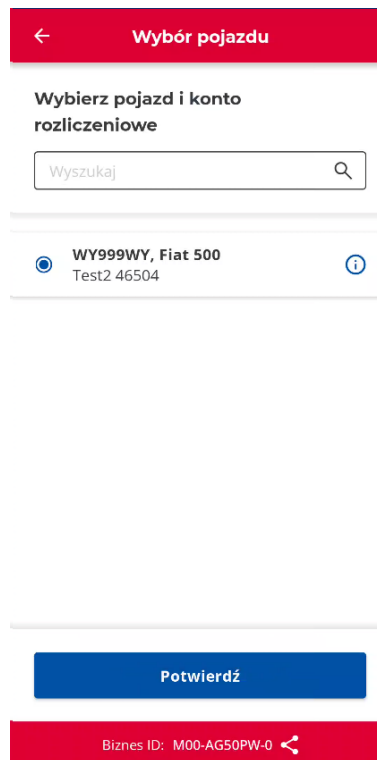 Wybór pojazdu
Wybierz pojazd i konto
rozliczeniowe
Wyszukaj
WY999WY, Fiat 500
Test2 46504
Potwierdź
Biznes ID: M00-AG50PW-0